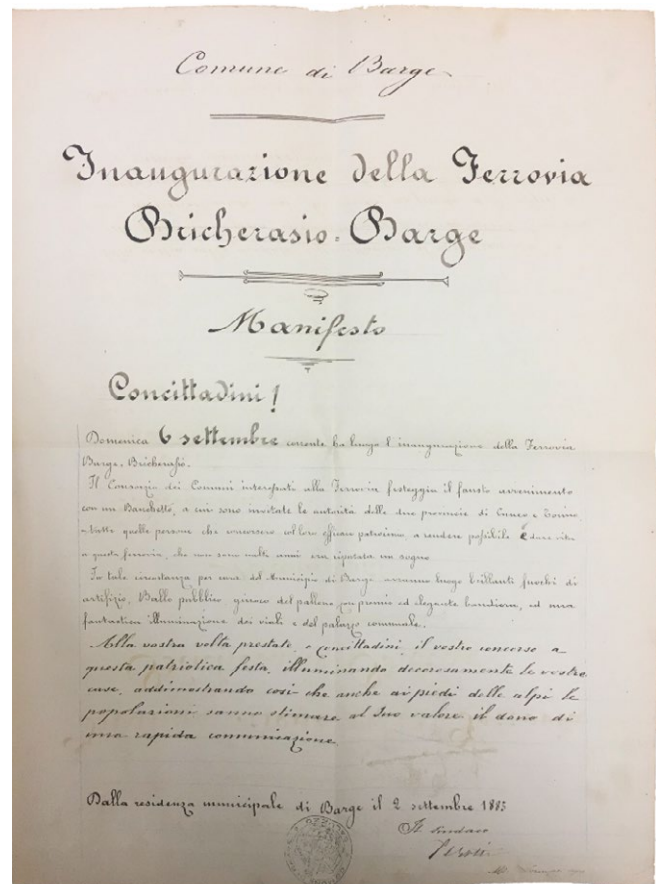 Comune di Barge
Inaugurazione della Ferrovia
Bricherasio-Barge
Manifesto
Concittadini!
Domenica 6 settembre corrente ha luogo l'inaugurazione della Ferrovia
Barge-Bricherasio.
Il Consorzio dei Comuni interessati alla Ferrovia festeggia il fausto avvenimento
con un Banchetto, a cui sono invitate le autorità delle due provincie di Cuneo e Torino,
e tutte quelle persone che concorsero col loro efficace patrocinio, a rendere possibile e dare vita
a questa ferrovia, che non sono molti anni era reputata un sogno.
In tale circostanza per cura del Municipio di Barge avranno luogo brillanti fuochi di
artifizio, Ballo pubblico, giuoco del pallone con premio ed elegante bandiera, ed una
fantastica illuminazione dei viali e del palazzo comunale.
Alla vostra volta prestate, o concittadini il vostro concorso a
questa patriotica festa, illuminando decorosamente le vostre
case, addimostrando così che anche ai piedi delle alpi le
popolazioni sanno stimare al suo valore il dono di
una rapida comunicazione.
Dalla residenza municipale di Barge il 2 settembre 1885
Il Sindaco